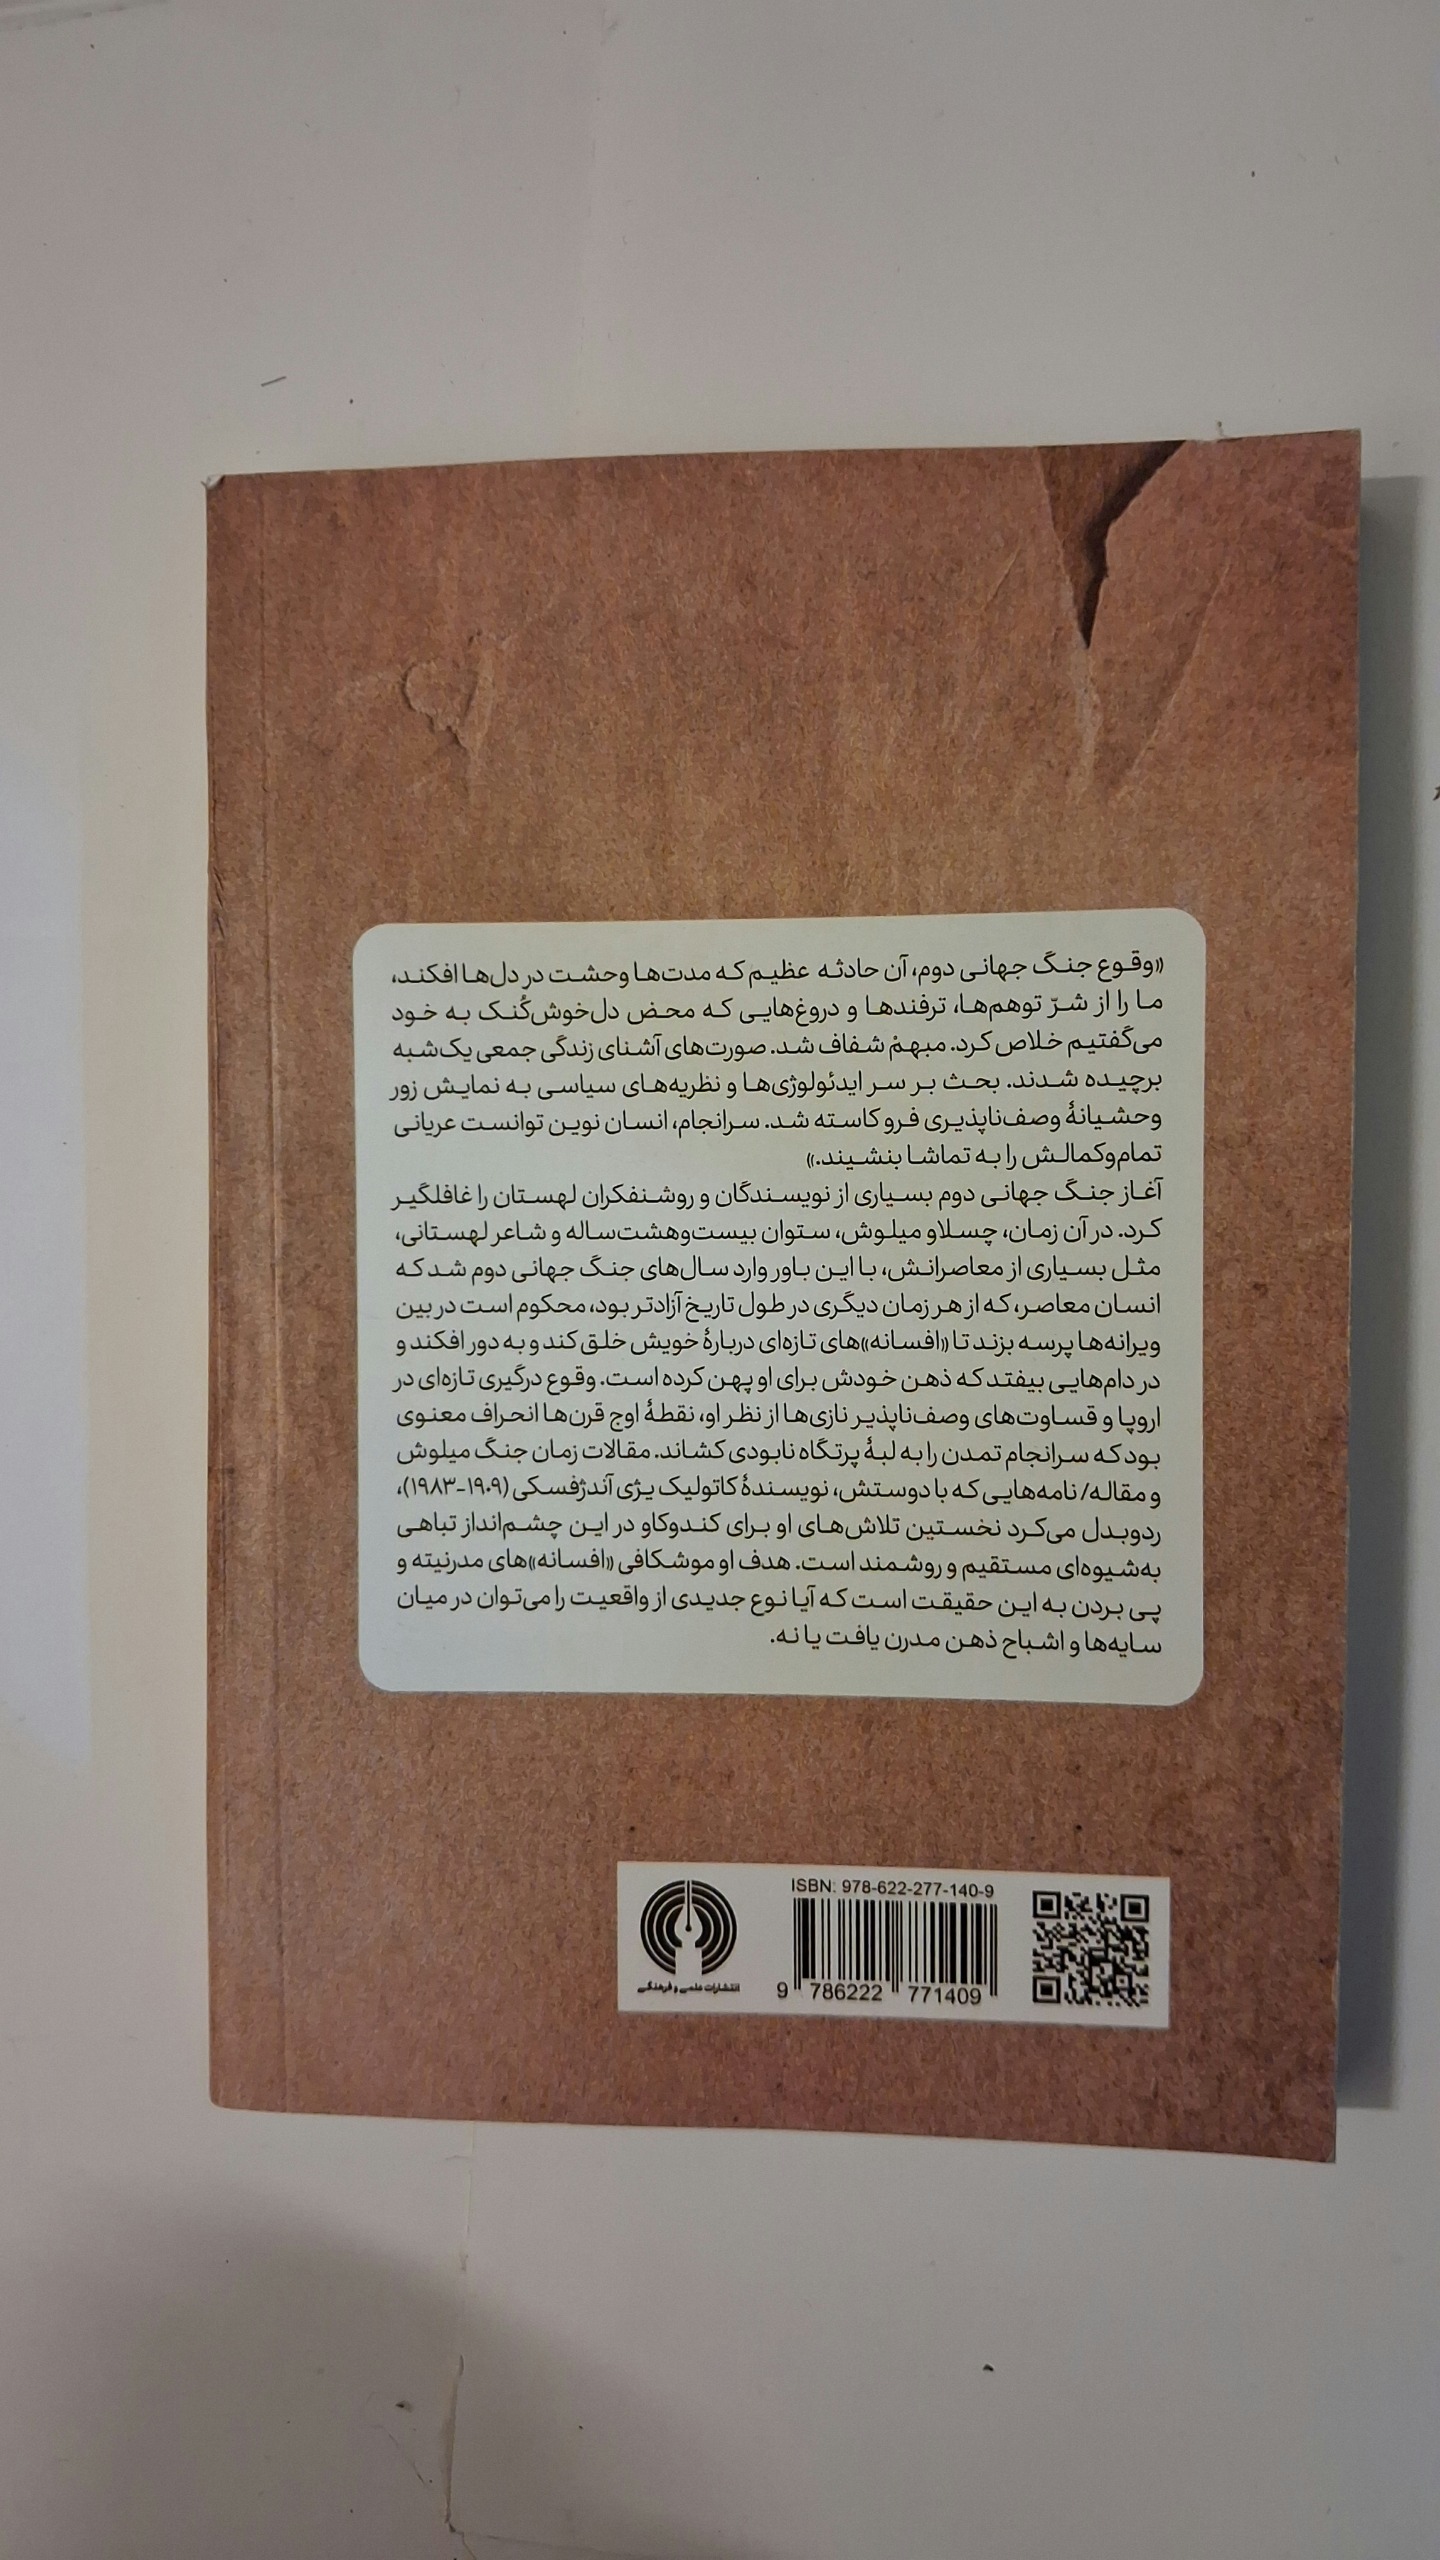 «وقوع جنگ جهانی دوم، آن حادثه عظیم که مدت‌ها وحشت در دل‌ها افکند،
ما را از شرّ توهم‌ها، ترفندها و دروغ‌هایی که محض دل‌خوش‌کُنک به خود
می‌گفتیم خلاص کرد. مبهمْ شفاف شد. صورت‌های آشنای زندگی جمعی یک‌شبه
برچیده شدند. بحث بر سر ایدئولوژی‌ها و نظریه‌های سیاسی به نمایش زور
وحشیانهٔ وصف‌ناپذیری فرو کاسته شد. سرانجام، انسان نوین توانست عریانی
تمام‌وکمالش را به تماشا بنشیند.»
آغاز جنگ جهانی دوم بسیاری از نویسندگان و روشنفکران لهستان را غافلگیر
کرد. در آن زمان، چسلاو میلوش، ستوان بیست‌وهشت‌ساله و شاعر لهستانی،
مثل بسیاری از معاصرانش، با این باور وارد سال‌های جنگ جهانی دوم شد که
انسان معاصر، که از هر زمان دیگری در طول تاریخ آزادتر بود، محکوم است در بین
ویرانه‌ها پرسه بزند تا «افسانه»های تازه‌ای دربارهٔ خویش خلق کند و به دور افکند و
در دام‌هایی بیفتد که ذهن خودش برای او پهن کرده است. وقوع درگیری تازه‌ای در
اروپا و قساوت‌های وصف‌ناپذیر نازی‌ها از نظر او، نقطهٔ اوج قرن‌ها انحراف معنوی
بود که سرانجام تمدن را به لبهٔ پرتگاه نابودی کشاند. مقالات زمان جنگ میلوش
و مقاله/ نامه‌هایی که با دوستش، نویسندهٔ کاتولیک یژی آندژفسکی (۱۹۰۹-۱۹۸۳)،
ردوبدل می‌کرد نخستین تلاش‌های او برای کندوکاو در این چشم‌انداز تباهی
به‌شیوه‌ای مستقیم و روشمند است. هدف او موشکافی «افسانه»های مدرنیته و
پی بردن به این حقیقت است که آیا نوع جدیدی از واقعیت را می‌توان در میان
سایه‌ها و اشباح ذهن مدرن یافت یا نه.
ISBN: 978-622-277-140-9
9 786222 771409
انتشارات علمی و فرهنگی